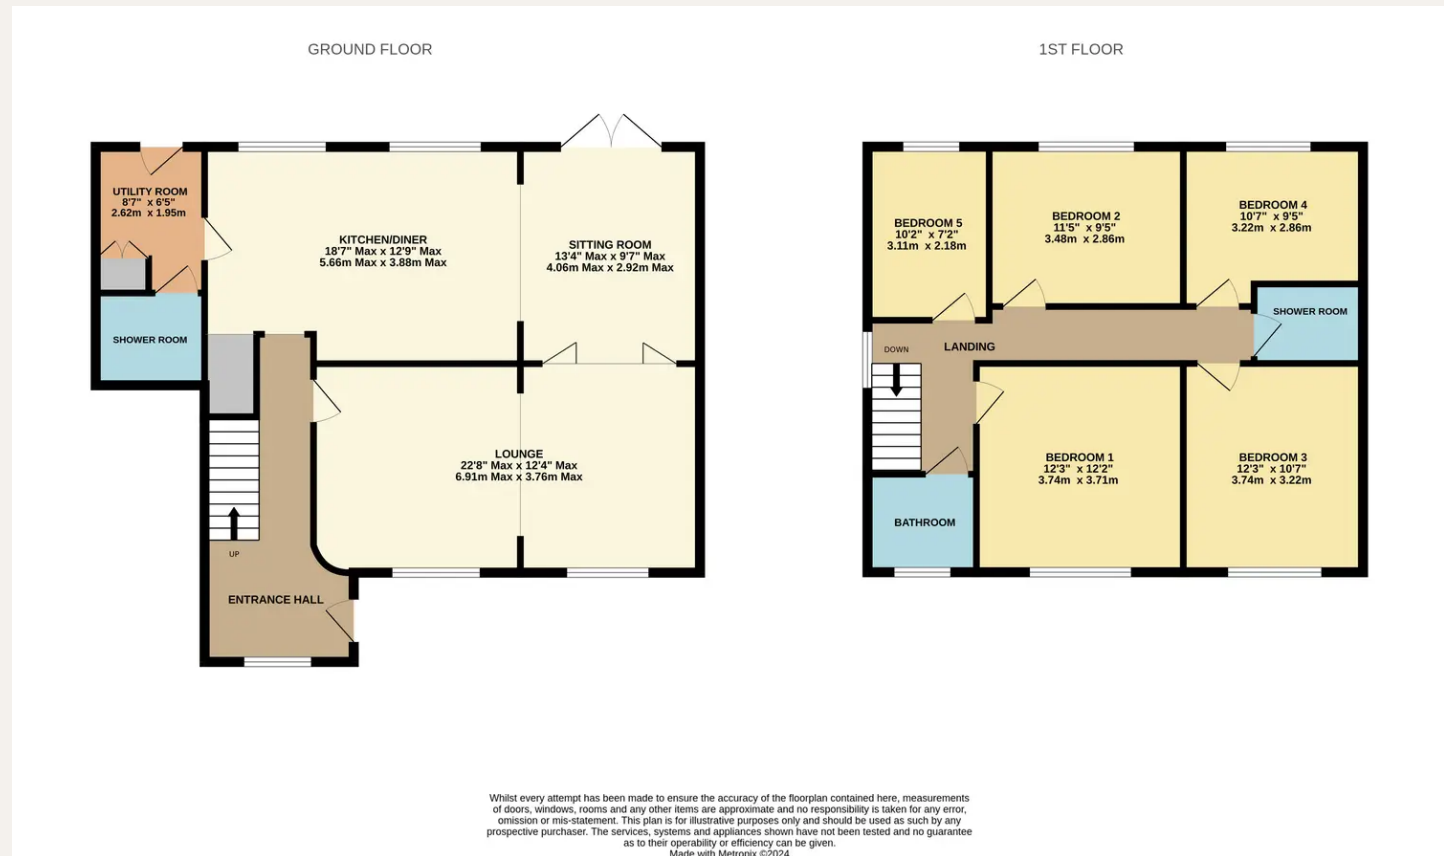 GROUND FLOOR
1ST FLOOR
UTILITY ROOM
8'7" x 6'5"
2.62m x 1.95m
KITCHEN/DINER
18'7" Max x 12'9" Max
5.66m Max x 3.88m Max
SITTING ROOM
13'4" Max x 9'7" Max
4.06m Max x 2.92m Max
SHOWER ROOM
LOUNGE
22'8" Max x 12'4" Max
6.91m Max x 3.76m Max
UP
ENTRANCE HALL
BEDROOM 5
10'2" x 7'2"
3.11m x 2.18m
BEDROOM 2
11'5" x 9'5"
3.48m x 2.86m
BEDROOM 4
10'7" x 9'5"
3.22m x 2.86m
SHOWER ROOM
DOWN
LANDING
BEDROOM 1
12'3" x 12'2"
3.74m x 3.71m
BEDROOM 3
12'3" x 10'7"
3.74m x 3.22m
BATHROOM
Whilst every attempt has been made to ensure the accuracy of the floorplan contained here, measurements
of doors, windows, rooms and any other items are approximate and no responsibility is taken for any error,
omission or mis-statement. This plan is for illustrative purposes only and should be used as such by any
prospective purchaser. The services, systems and appliances shown have not been tested and no guarantee
as to their operability or efficiency can be given.
Made with Metropix ©2024